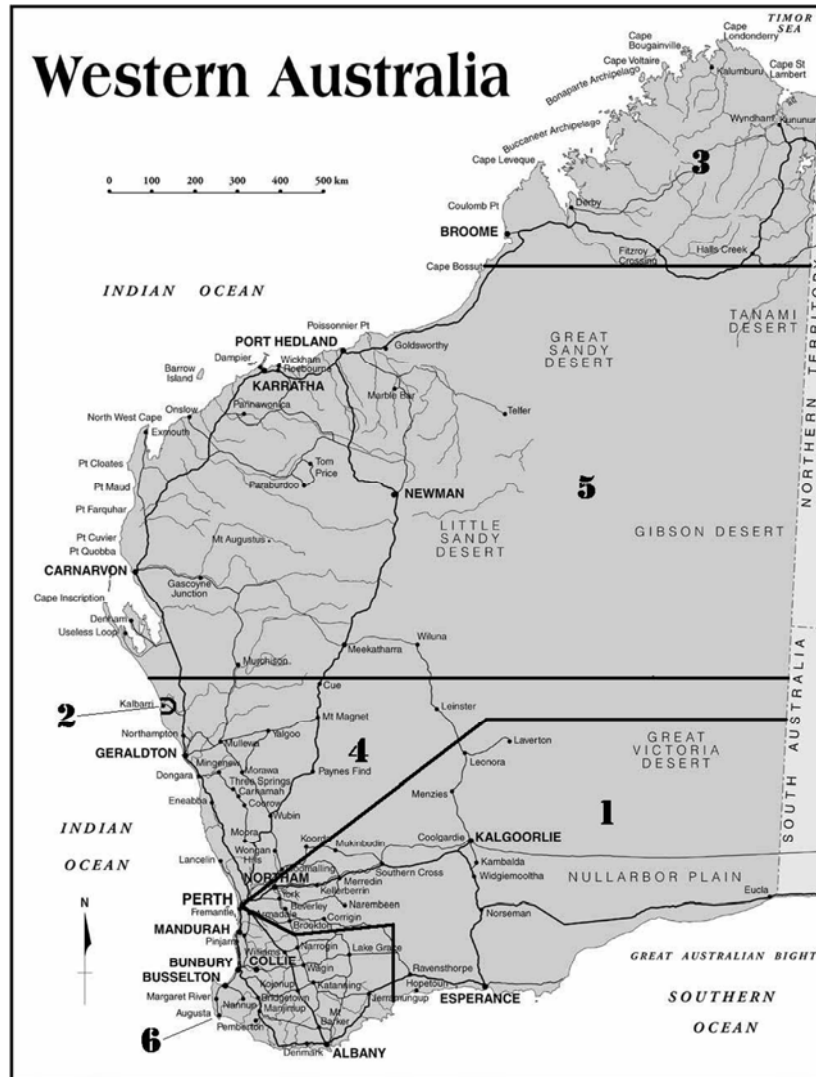 TIMOR
SEA
Western Australia
Cape
Londonderry
Cape
Bougainville
Cape Voltaire
Bonaparte Archipelago
Kalumburu
Cape St
Lambert
Buccaneer Archipelago
Wyndham
Kununur
3
Cape Leveque
0 100 200 300 400 500 km
Coulomb Pt
Derby
BROOME
Fitzroy
Crossing
Halls Creek
Cape Bossut
INDIAN OCEAN
TANAMI
DESERT
NORTHERN TERRITORY
Poissonnier Pt
PORT HEDLAND
Goldsworthy
GREAT
SANDY
DESERT
Dampier
Wickham
Roebourne
Barrow
Island
KARRATHA
Marble Bar
Onslow
Pannawonica
North West Cape
Telfer
Exmouth
Pt Cloates
Tom
Price
Pt Maud
Paraburdoo
NEWMAN
5
Pt Farquhar
LITTLE
SANDY
DESERT
GIBSON DESERT
Pt Cuvier
Mt Augustus
Pt Quobba
CARNARVON
Gascoyne
Junction
Cape Inscription
Denham
Useless Loop
Meekatharra
Wiluna
SOUTH AUSTRALIA
Murchison
Cue
2
Kalbarri
Leinster
Mt Magnet
Northampton
Yalgoo
Mullewa
4
Laverton
GREAT
VICTORIA
DESERT
GERALDTON
Leonora
Mingenew
Dongara
Morawa
Paynes Find
Three Springs
Carnamah
Eneabba
Coorow
Menzies
1
Wubin
INDIAN
OCEAN
Moora
Koorda
Mukinbudin
Coolgardie
KALGOORLIE
Wongan
Hills
Lancelin
Kambalda
Southern Cross
Widgiemooltha
NULLARBOR PLAIN
NORTHAM
Merredin
Kellerberrin
York
Eucla
PERTH
Beverley
Narembeen
Fremantle
Armadale
Corrigin
Norseman
Brookton
MANDURAH
Pinjarra
Narrogin
Lake Grace
Williams
GREAT AUSTRALIAN BIGHT
BUNBURY
COLLIE
Wagin
Ravensthorpe
BUSSELTON
Kojonup
Katanning
Hopetoun
ESPERANCE
Jerramungup
Margaret River
Nannup
Bridgetown
Manjimup
SOUTHERN
OCEAN
Augusta
Mt
Barker
6
Pemberton
Denmark
ALBANY